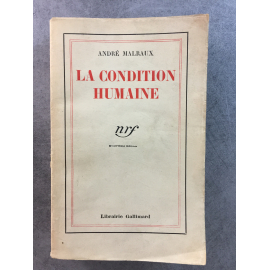 ANDRÉ MALRAUX
LA CONDITION
HUMAINE
nrf
Librairie Gallimard